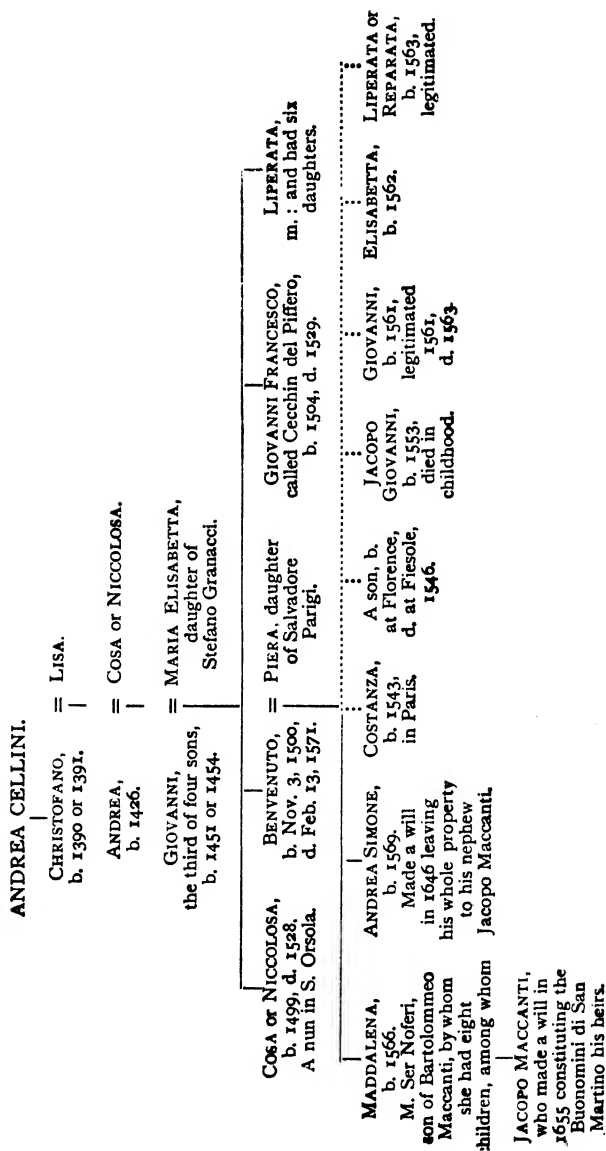 ANDREA CELLINI.
CHRISTOFANO,
b. 1390 or 1391.
= LISA.
ANDREA,
b. 1426.
= COSA or NICCOLOSA.
GIOVANNI,
the third of four sons,
b. 1451 or 1454.
= MARIA ELISABETTA,
daughter of
Stefano Granacci.
COSA or NICCOLOSA,
b. 1499, d. 1528.
A nun in S. Orsola.
BENVENUTO,
b. Nov. 3, 1500,
d. Feb. 13, 1571.
= PIERA, daughter
of Salvadore
Parigi.
GIOVANNI FRANCESCO,
called Cecchin del Piffero,
b. 1504, d. 1529.
LIPERATA,
m.: and had six
daughters.
MADDALENA,
b. 1566.
M. Ser Noferi,
son of Bartolommeo
Maccanti, by whom
she had eight
children, among whom
JACOPO MACCANTI,
who made a will in
1655 constituting the
Buonomini di San
Martino his heirs.
ANDREA SIMONE,
b. 1569.
Made a will
in 1646 leaving
his whole property
to his nephew
Jacopo Maccanti.
COSTANZA,
b. 1543,
in Paris.
A son, b.
at Florence,
d. at Fiesole,
1546.
JACOPO
GIOVANNI,
b. 1553,
died in
childhood.
GIOVANNI,
b. 1561,
legitimated
1561,
d. 1563.
ELISABETTA,
b. 1562.
LIPERATA or
REPARATA,
b. 1563,
legitimated.